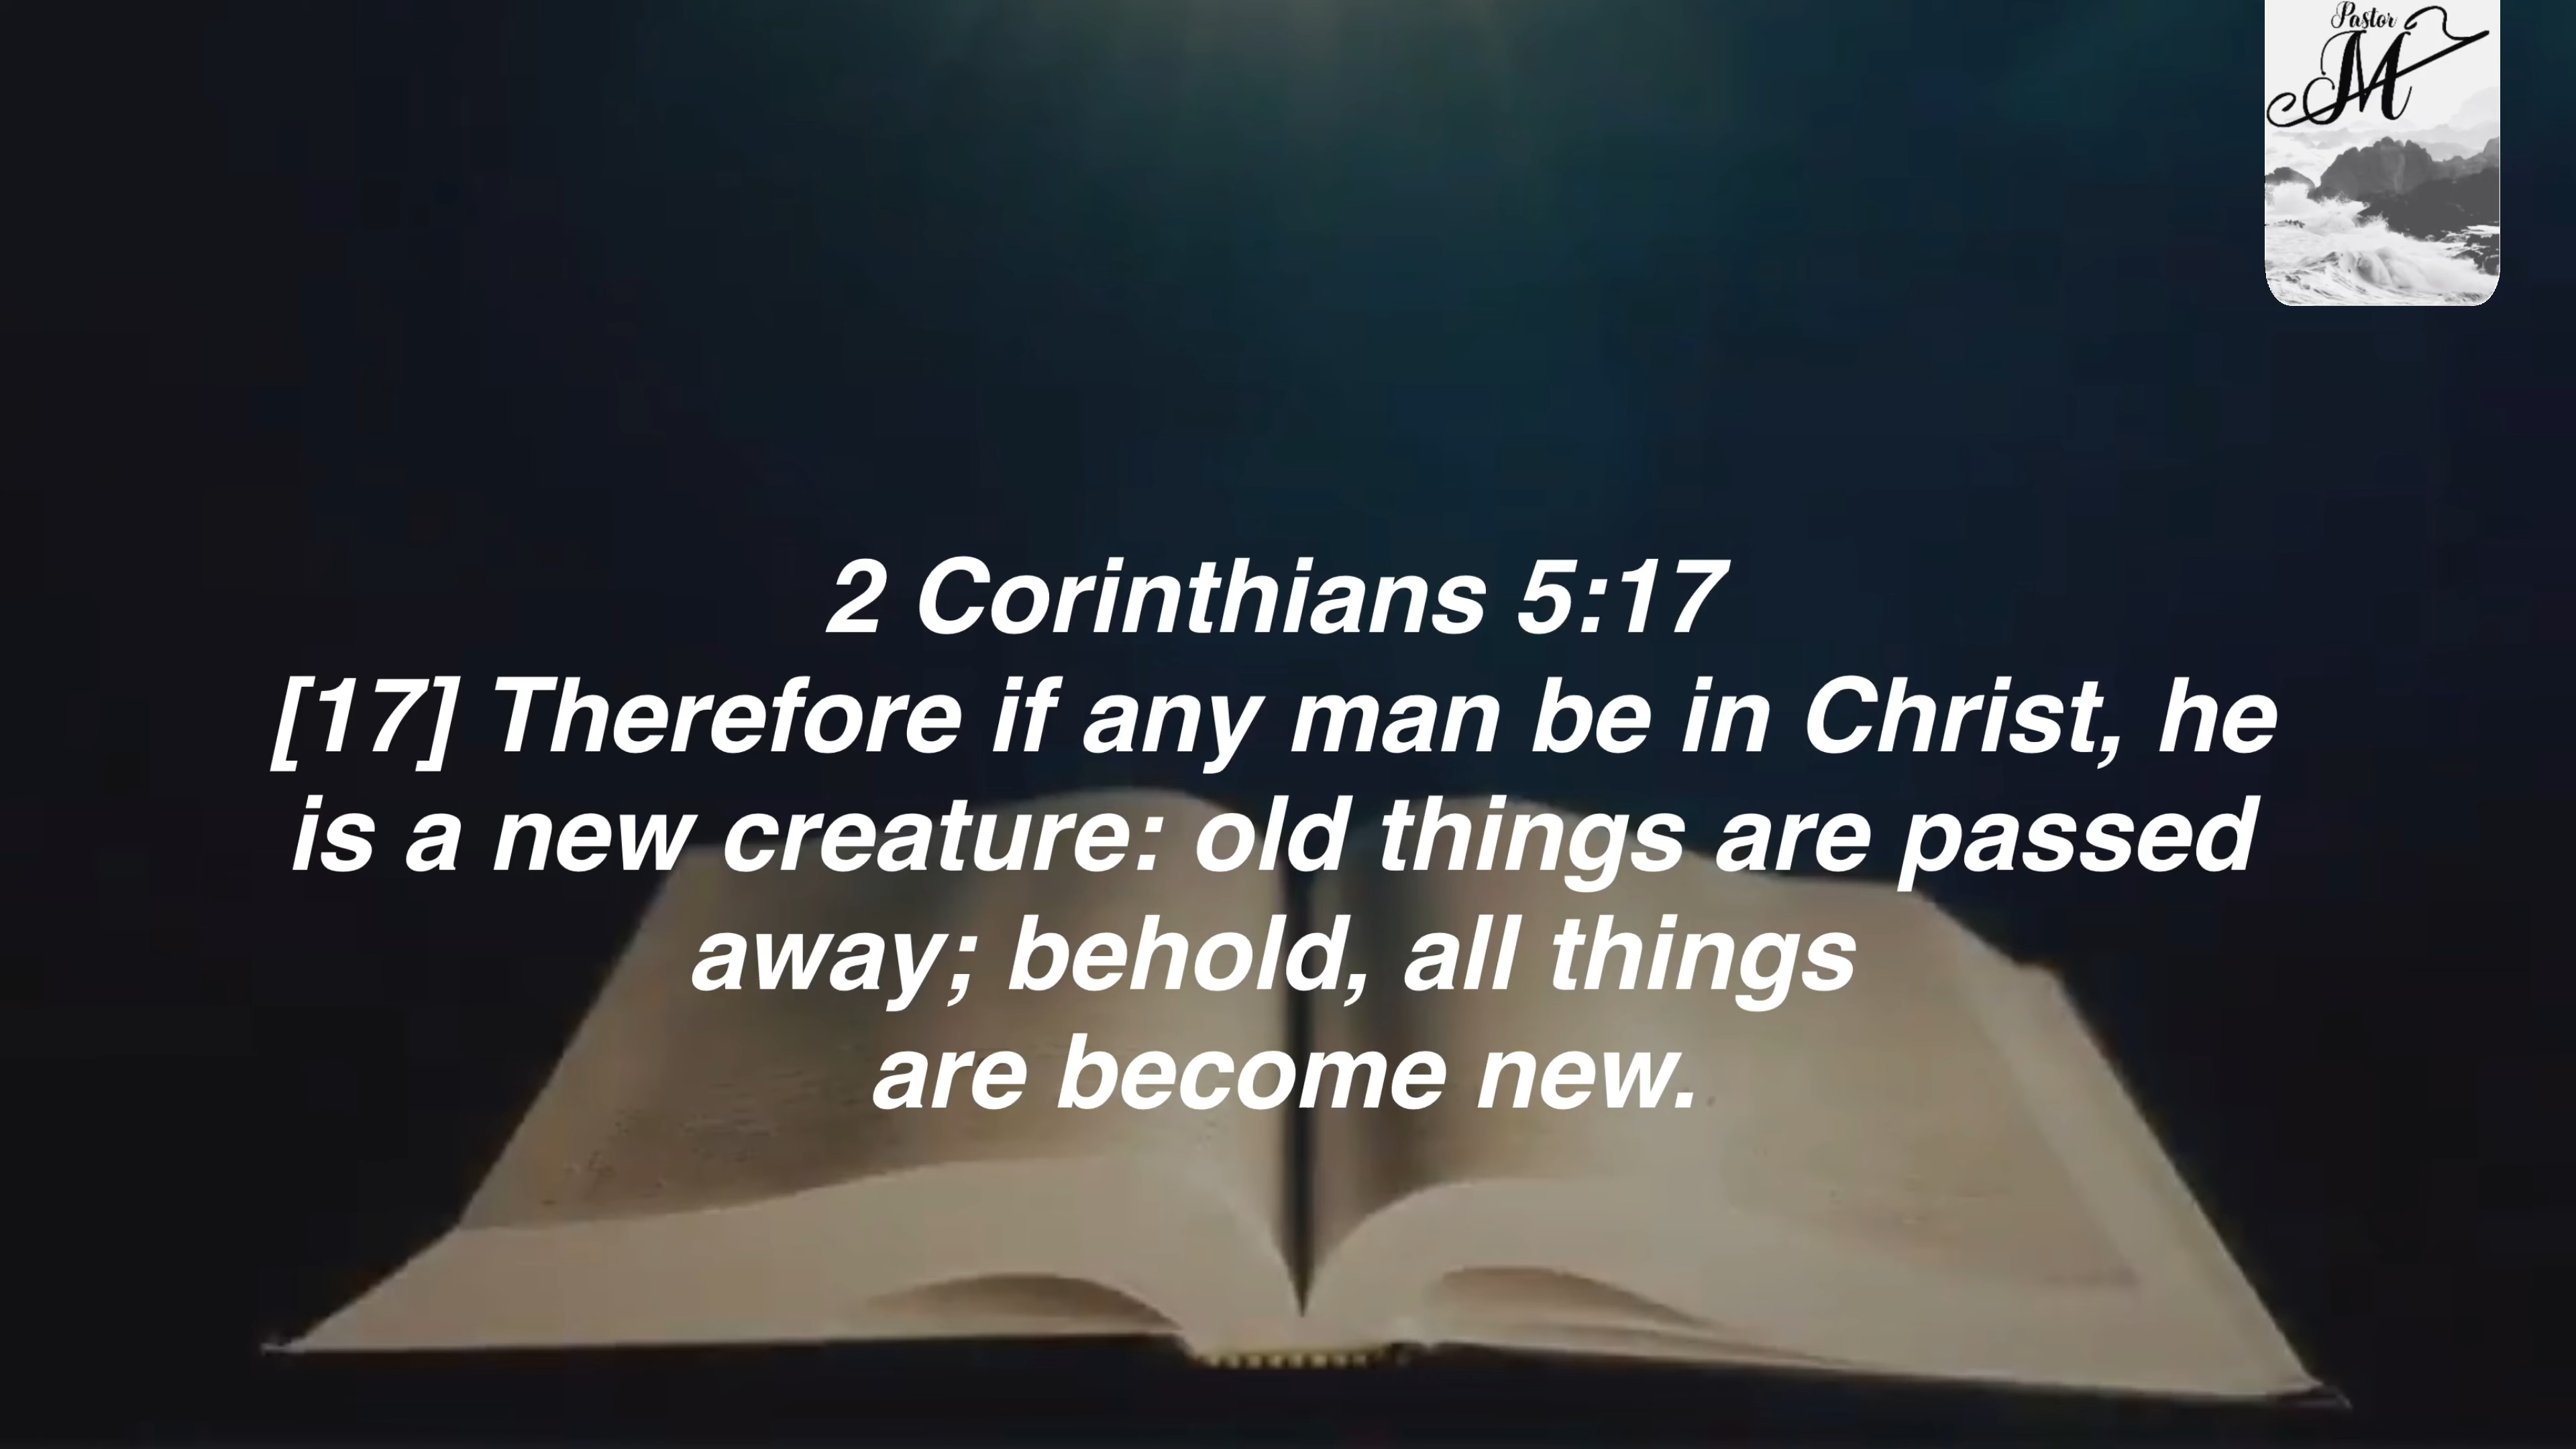 Pastor
M
2 Corinthians 5:17
[17] Therefore if any man be in Christ, he
is a new creature: old things are passed
away; behold, all things
are become new.